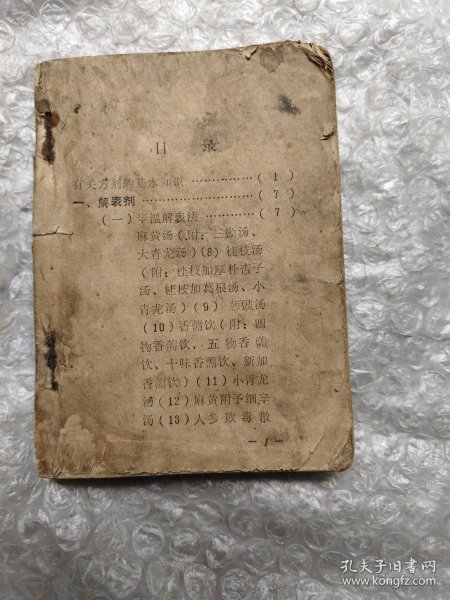 目 录
有关方剂的基本知识 ……………( 1 )
一、解表剂 ………………………( 7 )
(一)辛温解表法 ……………( 7 )
麻黄汤(附:三拗汤、
大青龙汤)(8)桂枝汤
(附:桂枝加厚朴杏子
汤、桂枝加葛根汤、小
青龙汤)(9) 葱豉汤
(10)香薷饮(附:四
物香薷饮、五物香薷
饮、十味香薷饮、新加
香薷饮)(11)小青龙
汤(12)麻黄附子细辛
汤(13)人参败毒散
— 1 —
孔夫子旧书网
www.kongfz.com